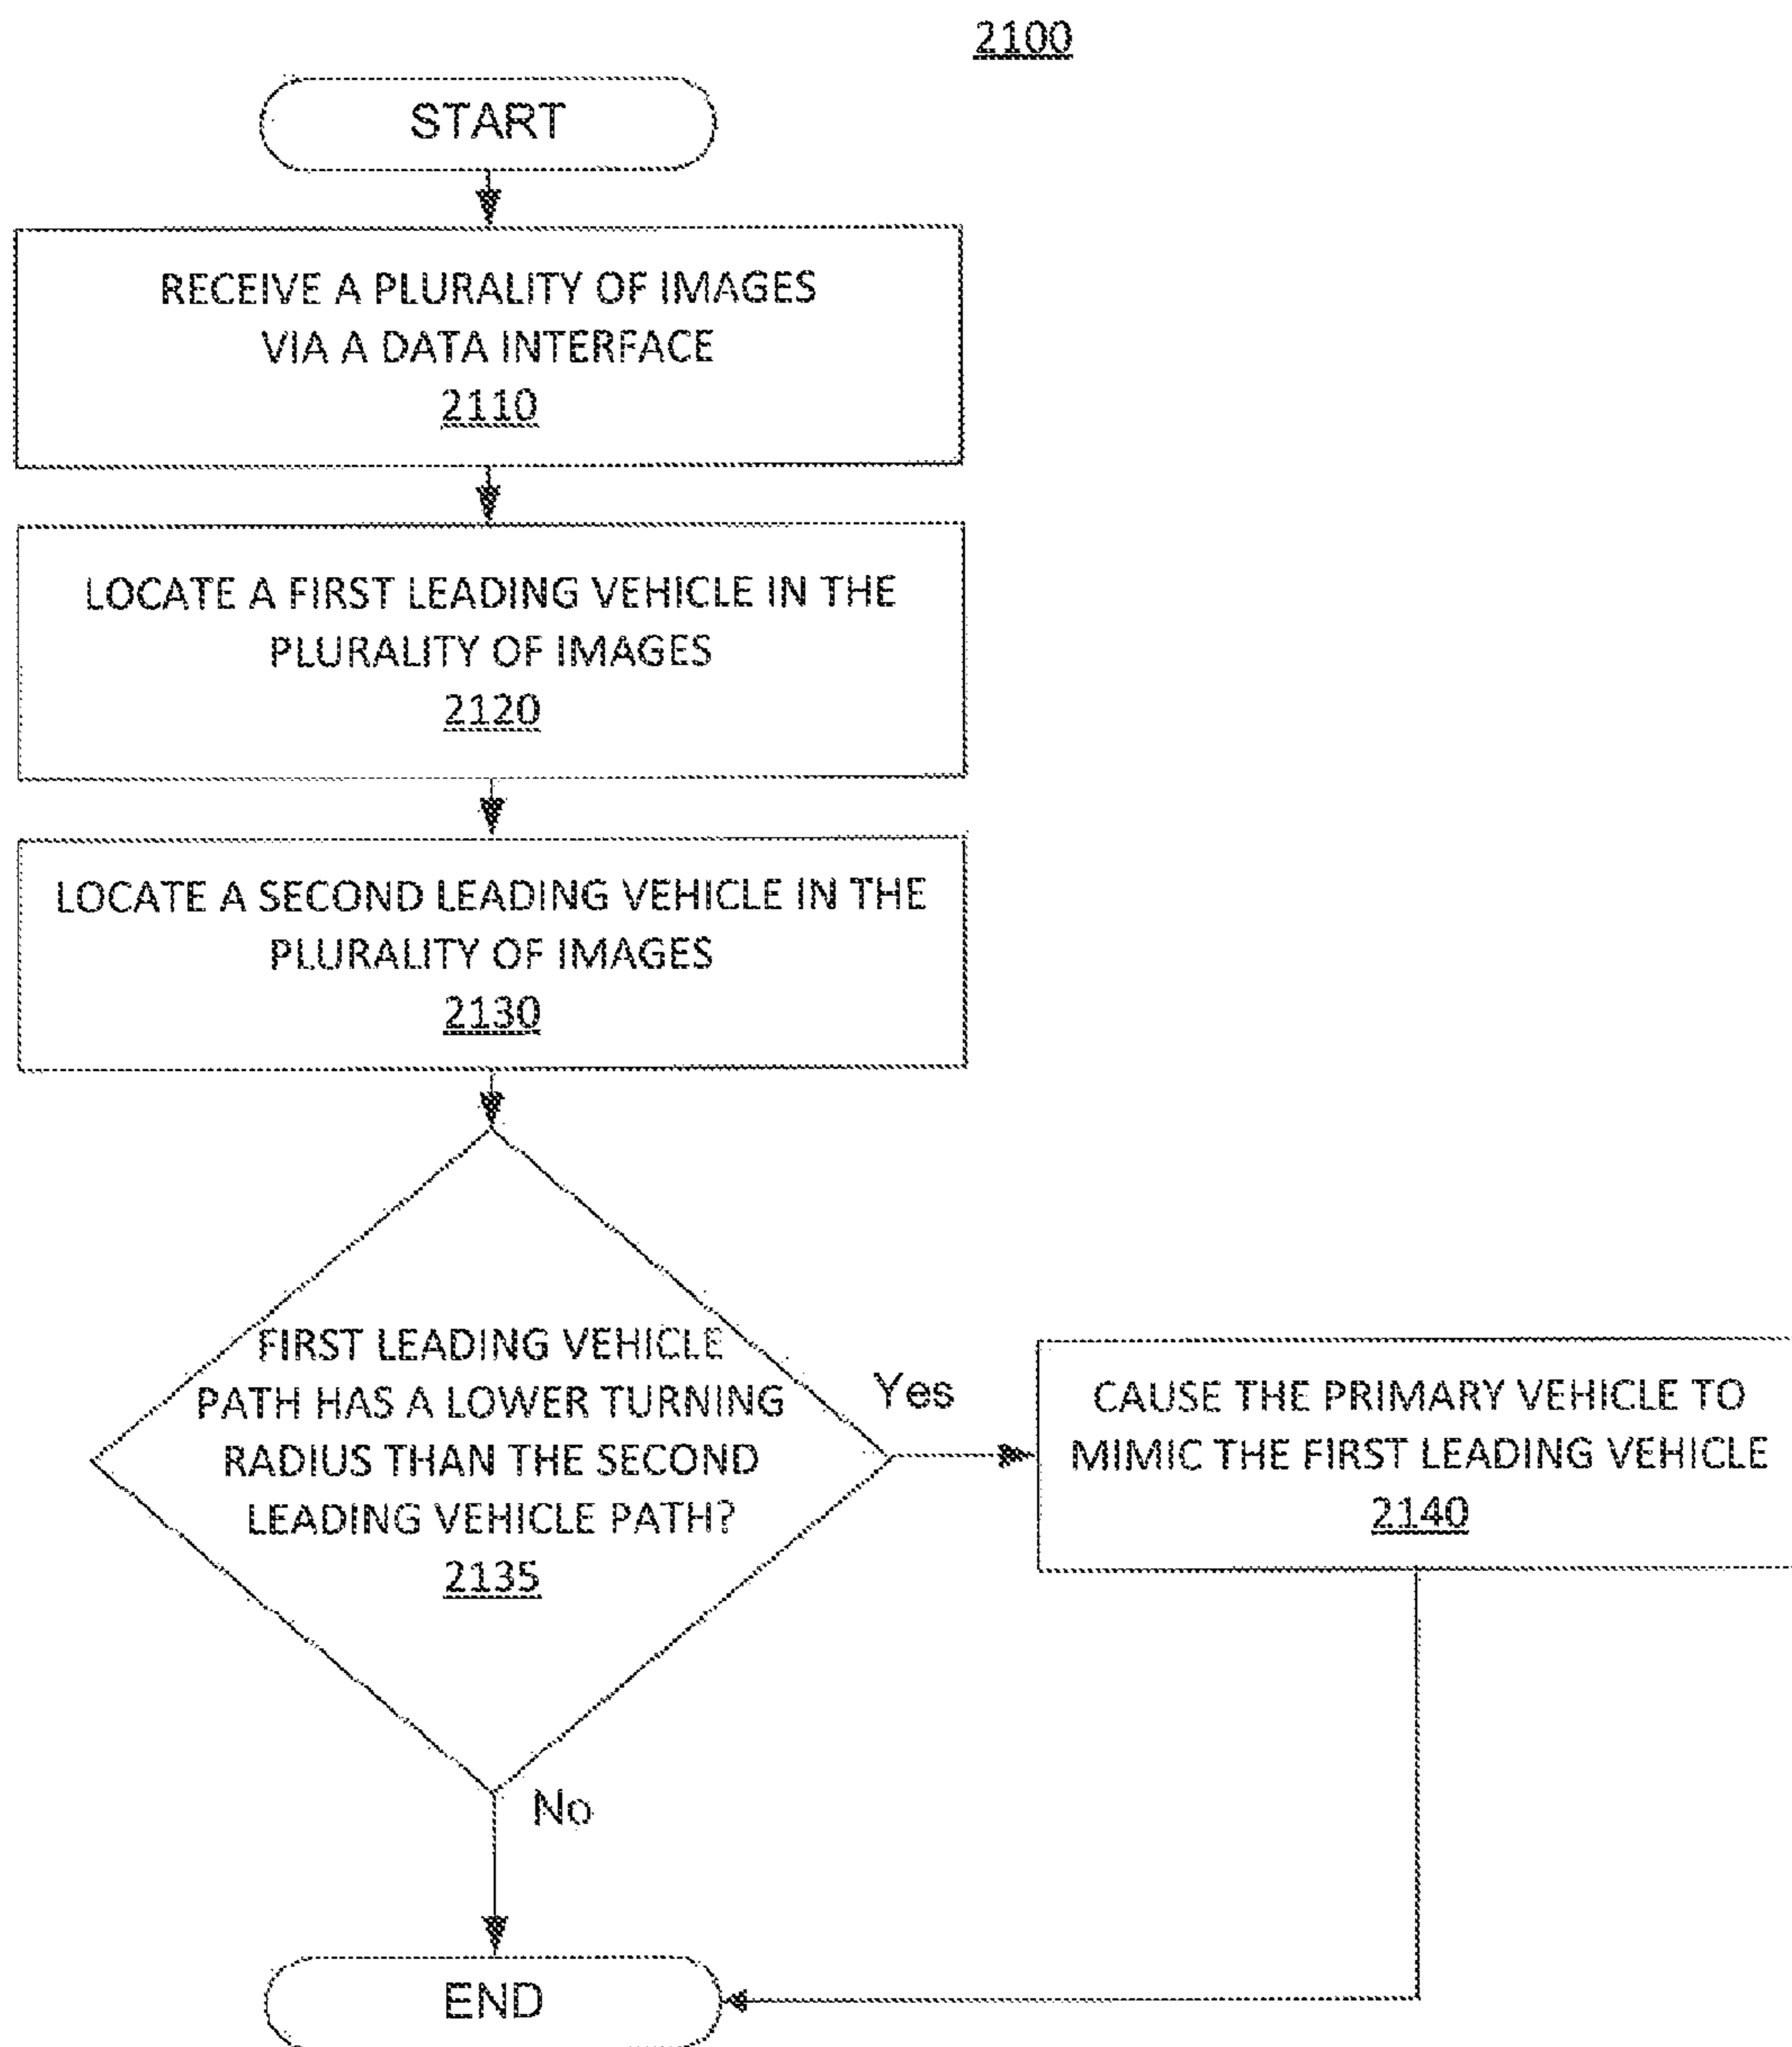 2100
START
RECEIVE A PLURALITY OF IMAGES
VIA A DATA INTERFACE
2110
LOCATE A FIRST LEADING VEHICLE IN THE
PLURALITY OF IMAGES
2120
LOCATE A SECOND LEADING VEHICLE IN THE
PLURALITY OF IMAGES
2130
FIRST LEADING VEHICLE
PATH HAS A LOWER TURNING
RADIUS THAN THE SECOND
LEADING VEHICLE PATH?
2135
Yes
CAUSE THE PRIMARY VEHICLE TO
MIMIC THE FIRST LEADING VEHICLE
2140
No
END